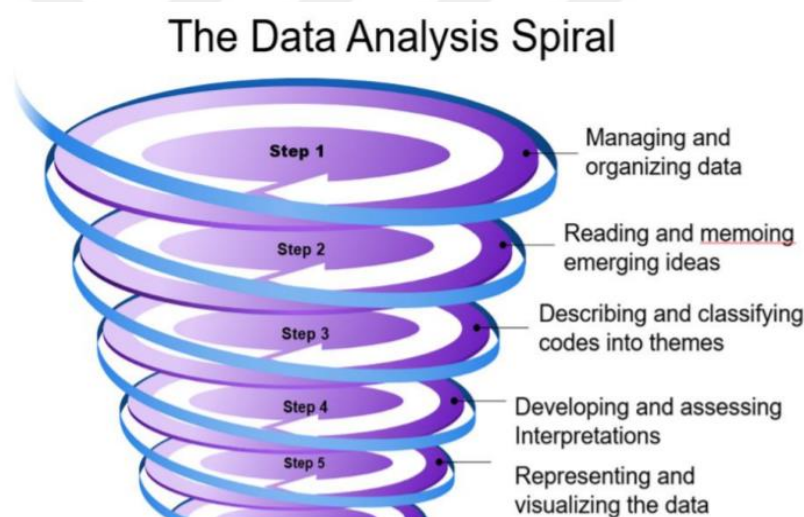 The Data Analysis Spiral
Step 1
Managing and
organizing data
Step 2
Reading and memoing
emerging ideas
Step 3
Describing and classifying
codes into themes
Step 4
Developing and assessing
Interpretations
Step 5
Representing and
visualizing the data